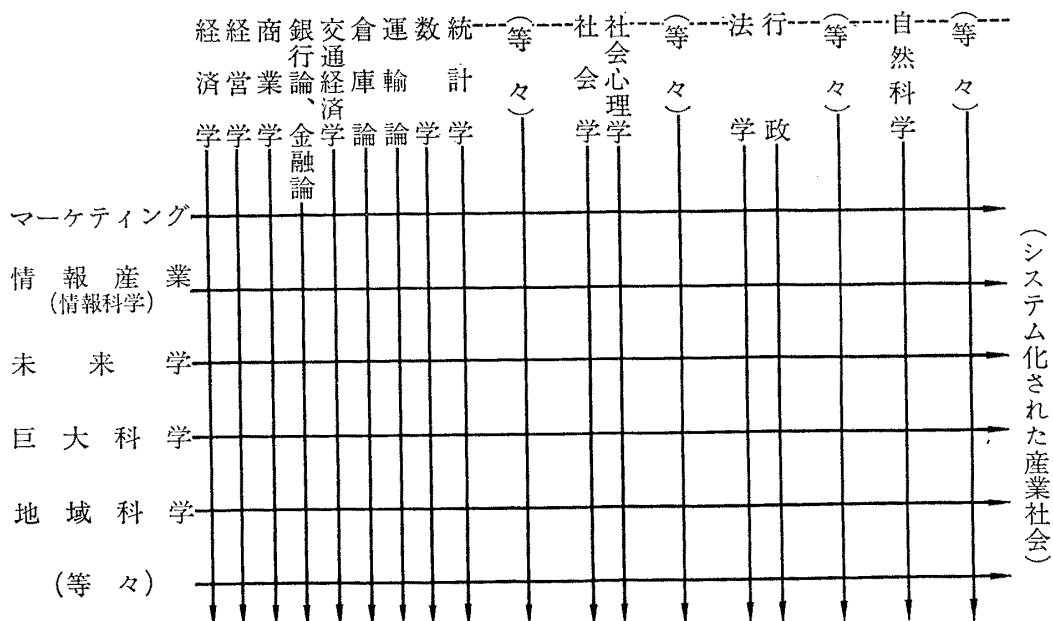 経済学
経営学
商業学
銀行論、金融論
交通経済学
倉庫論
運輸論
数学
統計学
(等々)
社会学
社会心理学
(等々)
法学
行政
(等々)
自然科学
(等々)
マーケティング
情報産業
(情報科学)
未来学
巨大科学
地域科学
(等々)
(システム化された産業社会)